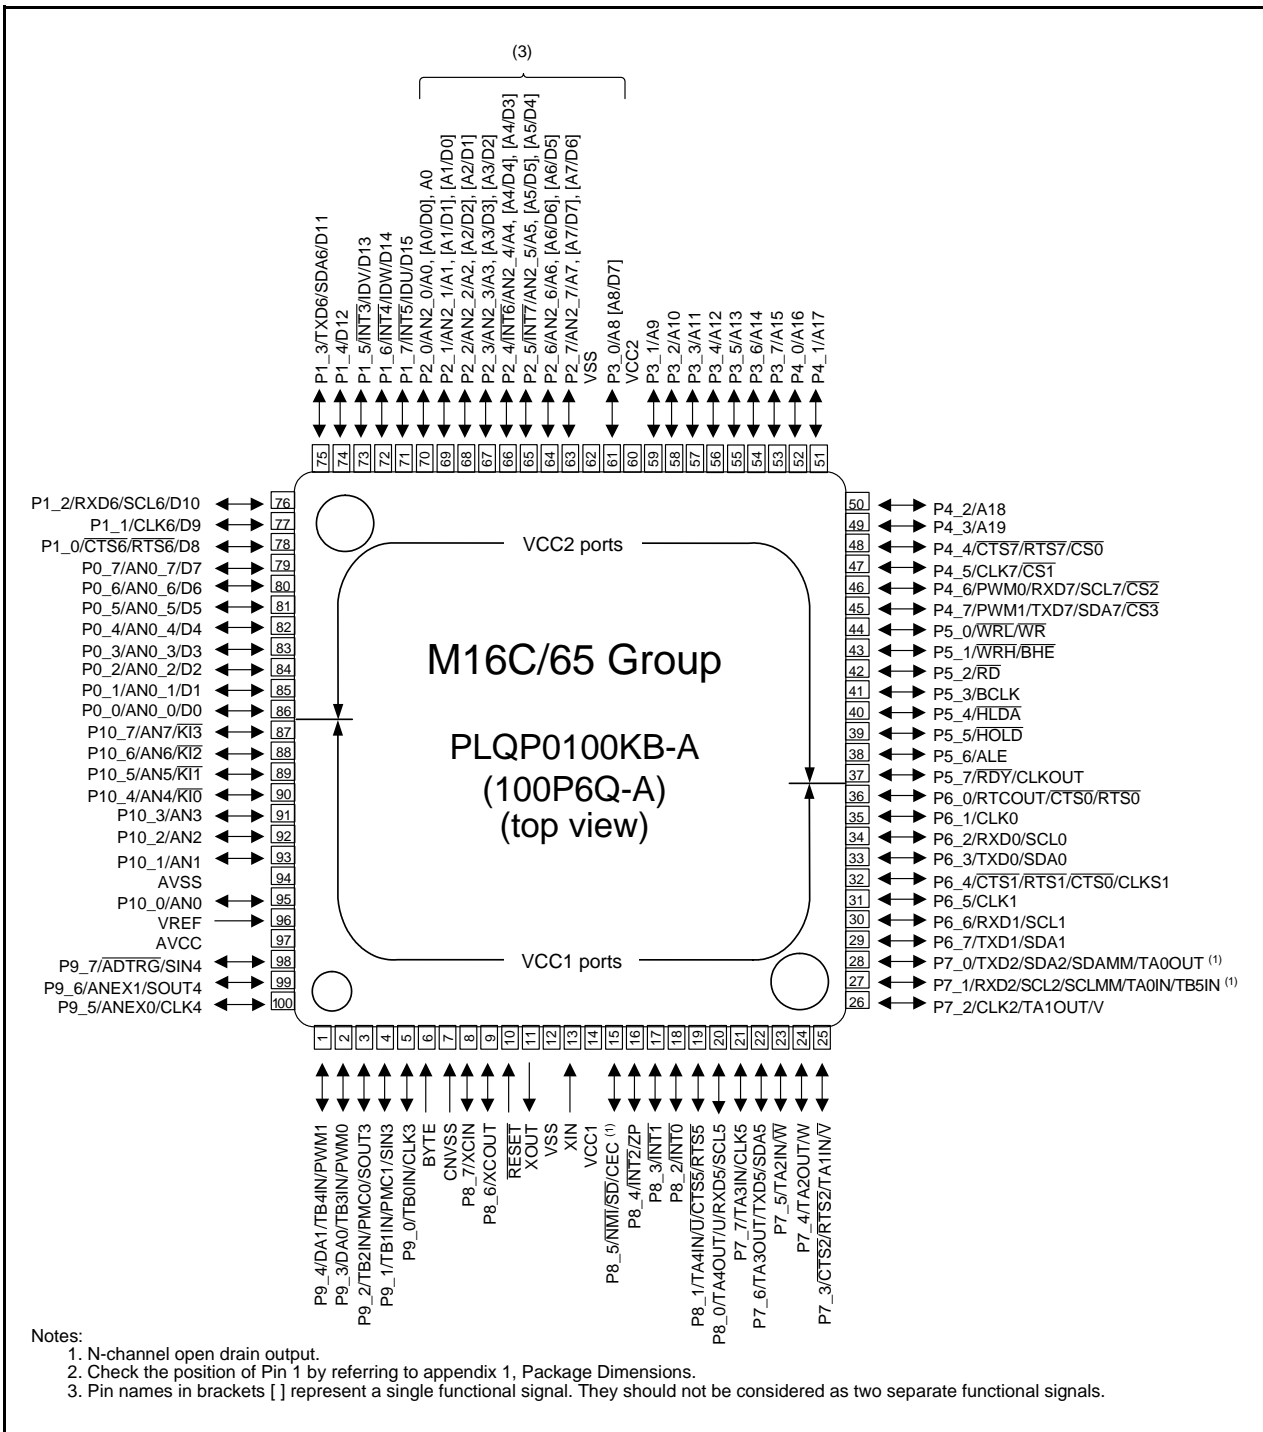 (3)
P1_3/TXD6/SDA6/D11
P1_4/D12
P1_5/INT3/IDV/D13
P1_6/INT4/IDW/D14
P1_7/INT5/IDU/D15
P2_0/AN2_0/A0, [A0/D0], A0
P2_1/AN2_1/A1, [A1/D1], [A1/D0]
P2_2/AN2_2/A2, [A2/D2], [A2/D1]
P2_3/AN2_3/A3, [A3/D3], [A3/D2]
P2_4/INT6/AN2_4/A4, [A4/D4], [A4/D3]
P2_5/INT7/AN2_5/A5, [A5/D5], [A5/D4]
P2_6/AN2_6/A6, [A6/D6], [A6/D5]
P2_7/AN2_7/A7, [A7/D7], [A7/D6]
VSS
P3_0/A8 [A8/D7]
VCC2
P3_1/A9
P3_2/A10
P3_3/A11
P3_4/A12
P3_5/A13
P3_6/A14
P3_7/A15
P4_0/A16
P4_1/A17
75 74 73 72 71 70 69 68 67 66 65 64 63 62 61 60 59 58 57 56 55 54 53 52 51
P1_2/RXD6/SCL6/D10 76
P1_1/CLK6/D9 77
P1_0/CTS6/RTS6/D8 78
P0_7/AN0_7/D7 79
P0_6/AN0_6/D6 80
P0_5/AN0_5/D5 81
P0_4/AN0_4/D4 82
P0_3/AN0_3/D3 83
P0_2/AN0_2/D2 84
P0_1/AN0_1/D1 85
P0_0/AN0_0/D0 86
P10_7/AN7/KI3 87
P10_6/AN6/KI2 88
P10_5/AN5/KI1 89
P10_4/AN4/KI0 90
P10_3/AN3 91
P10_2/AN2 92
P10_1/AN1 93
AVSS 94
P10_0/AN0 95
VREF 96
AVCC 97
P9_7/ADTRG/SIN4 98
P9_6/ANEX1/SOUT4 99
P9_5/ANEX0/CLK4 100
VCC2 ports
M16C/65 Group
PLQP0100KB-A
(100P6Q-A)
(top view)
VCC1 ports
50 P4_2/A18
49 P4_3/A19
48 P4_4/CTS7/RTS7/CS0
47 P4_5/CLK7/CS1
46 P4_6/PWM0/RXD7/SCL7/CS2
45 P4_7/PWM1/TXD7/SDA7/CS3
44 P5_0/WRL/WR
43 P5_1/WRH/BHE
42 P5_2/RD
41 P5_3/BCLK
40 P5_4/HLDA
39 P5_5/HOLD
38 P5_6/ALE
37 P5_7/RDY/CLKOUT
36 P6_0/RTCOUT/CTS0/RTS0
35 P6_1/CLK0
34 P6_2/RXD0/SCL0
33 P6_3/TXD0/SDA0
32 P6_4/CTS1/RTS1/CTS0/CLKS1
31 P6_5/CLK1
30 P6_6/RXD1/SCL1
29 P6_7/TXD1/SDA1
28 P7_0/TXD2/SDA2/SDAMM/TA0OUT (1)
27 P7_1/RXD2/SCL2/SCLMM/TA0IN/TB5IN (1)
26 P7_2/CLK2/TA1OUT/V
1 2 3 4 5 6 7 8 9 10 11 12 13 14 15 16 17 18 19 20 21 22 23 24 25
P9_4/DA1/TB4IN/PWM1
P9_3/DA0/TB3IN/PWM0
P9_2/TB2IN/PMC0/SOUT3
P9_1/TB1IN/PMC1/SIN3
P9_0/TB0IN/CLK3
BYTE
CNVSS
P8_7/XCIN
P8_6/XCOUT
RESET
XOUT
VSS
XIN
VCC1
P8_5/NMI/SD/CEC (1)
P8_4/INT2/ZP
P8_3/INT1
P8_2/INT0
P8_1/TA4IN/U/CTS5/RTS5
P8_0/TA4OUT/U/RXD5/SCL5
P7_7/TA3IN/CLK5
P7_6/TA3OUT/TXD5/SDA5
P7_5/TA2IN/W
P7_4/TA2OUT/W
P7_3/CTS2/RTS2/TA1IN/V
Notes:
1. N-channel open drain output.
2. Check the position of Pin 1 by referring to appendix 1, Package Dimensions.
3. Pin names in brackets [ ] represent a single functional signal. They should not be considered as two separate functional signals.